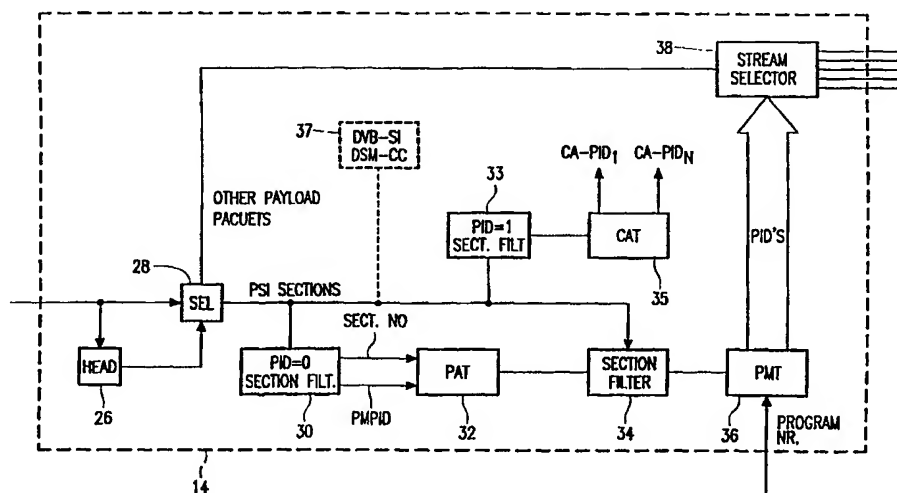 38
STREAM
SELECTOR
37
DVB-SI
DSM-CC
CA-PID1
CA-PIDN
33
OTHER PAYLOAD
PACUETS
PID=1
SECT. FILT
CAT
PID'S
28
35
SEL
PSI SECTIONS
SECT. NO
HEAD
PID=0
SECTION FILT.
PAT
SECTION
FILTER
PMT
26
30
PMPID
32
34
36
PROGRAM
NR.
14